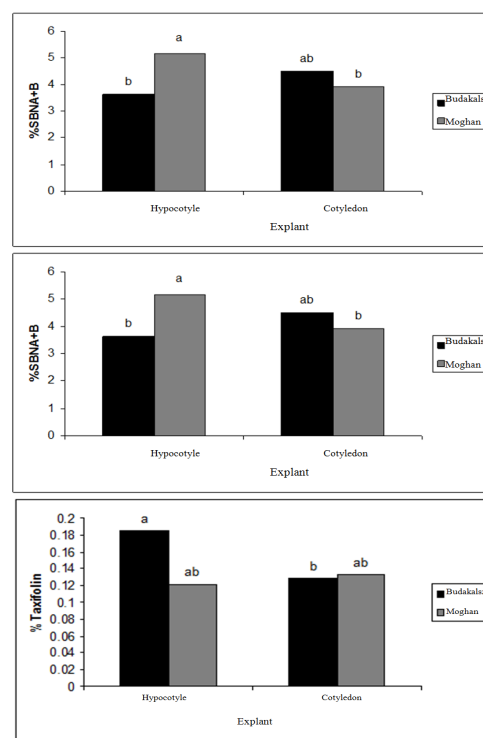 6
5
4
3
2
1
0
%SBNA+B
b
a
ab
b
Hypocotyle
Cotyledon
Explant
Moghan
6
5
4
3
2
1
0
%SBNA+B
b
a
ab
b
Hypocotyle
Cotyledon
Explant
Moghan
0.2
0.18
0.16
0.14
0.12
0.1
0.08
0.06
0.04
0.02
0
% Taxifolin
a
ab
b
ab
Hypocotyle
Cotyledon
Explant
Moghan